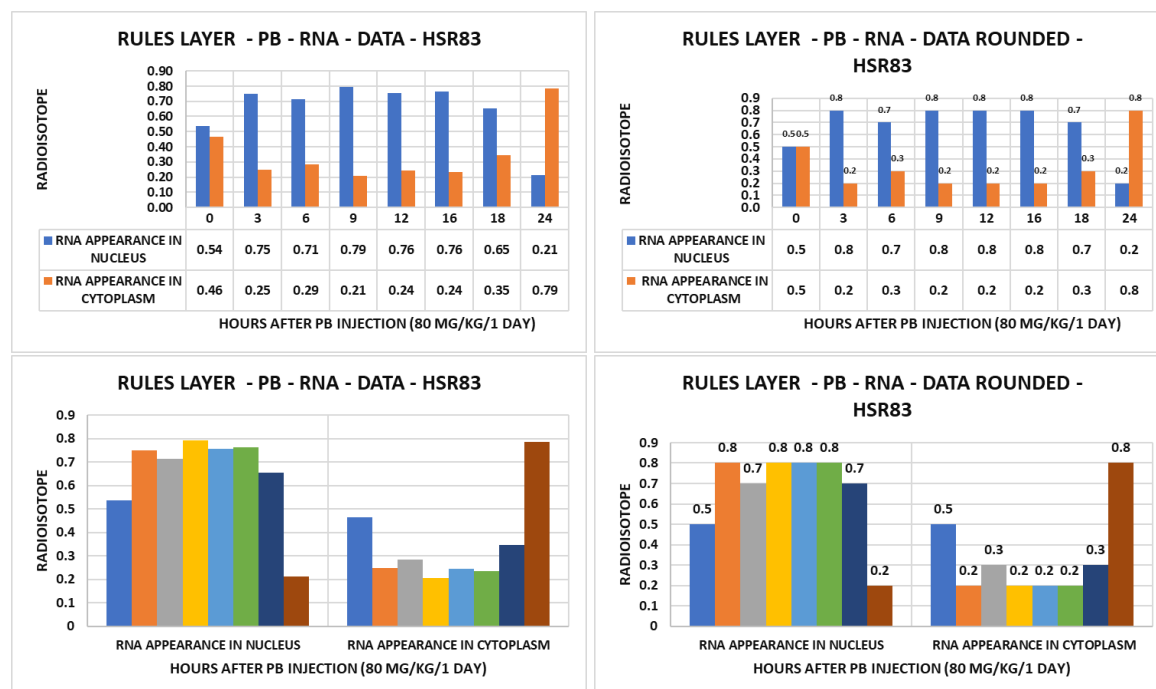 RULES LAYER - PB - RNA - DATA - HSR83
RADIOISOTOPE
0.90
0.80
0.70
0.60
0.50
0.40
0.30
0.20
0.10
0.00
0 3 6 9 12 16 18 24
RNA APPEARANCE IN NUCLEUS 0.54 0.75 0.71 0.79 0.76 0.76 0.65 0.21
RNA APPEARANCE IN CYTOPLASM 0.46 0.25 0.29 0.21 0.24 0.24 0.35 0.79
HOURS AFTER PB INJECTION (80 MG/KG/1 DAY)
RULES LAYER - PB - RNA - DATA ROUNDED -
HSR83
RADIOISOTOPE
0.9
0.8
0.7
0.6
0.5
0.4
0.3
0.2
0.1
0.0
0.5 0.8 0.7 0.8 0.8 0.8 0.7 0.2
0.5 0.2 0.3 0.2 0.2 0.2 0.3 0.8
0 3 6 9 12 16 18 24
RNA APPEARANCE IN NUCLEUS 0.5 0.8 0.7 0.8 0.8 0.8 0.7 0.2
RNA APPEARANCE IN CYTOPLASM 0.5 0.2 0.3 0.2 0.2 0.2 0.3 0.8
HOURS AFTER PB INJECTION (80 MG/KG/1 DAY)
RULES LAYER - PB - RNA - DATA - HSR83
RADIOISOTOPE
0.9
0.8
0.7
0.6
0.5
0.4
0.3
0.2
0.1
0
RNA APPEARANCE IN NUCLEUS RNA APPEARANCE IN CYTOPLASM
HOURS AFTER PB INJECTION (80 MG/KG/1 DAY)
RULES LAYER - PB - RNA - DATA ROUNDED -
HSR83
RADIOISOTOPE
0.9
0.8
0.7
0.6
0.5
0.4
0.3
0.2
0.1
0
0.5 0.8 0.7 0.8 0.8 0.8 0.7 0.2
0.5 0.2 0.3 0.2 0.2 0.2 0.3 0.8
RNA APPEARANCE IN NUCLEUS RNA APPEARANCE IN CYTOPLASM
HOURS AFTER PB INJECTION (80 MG/KG/1 DAY)